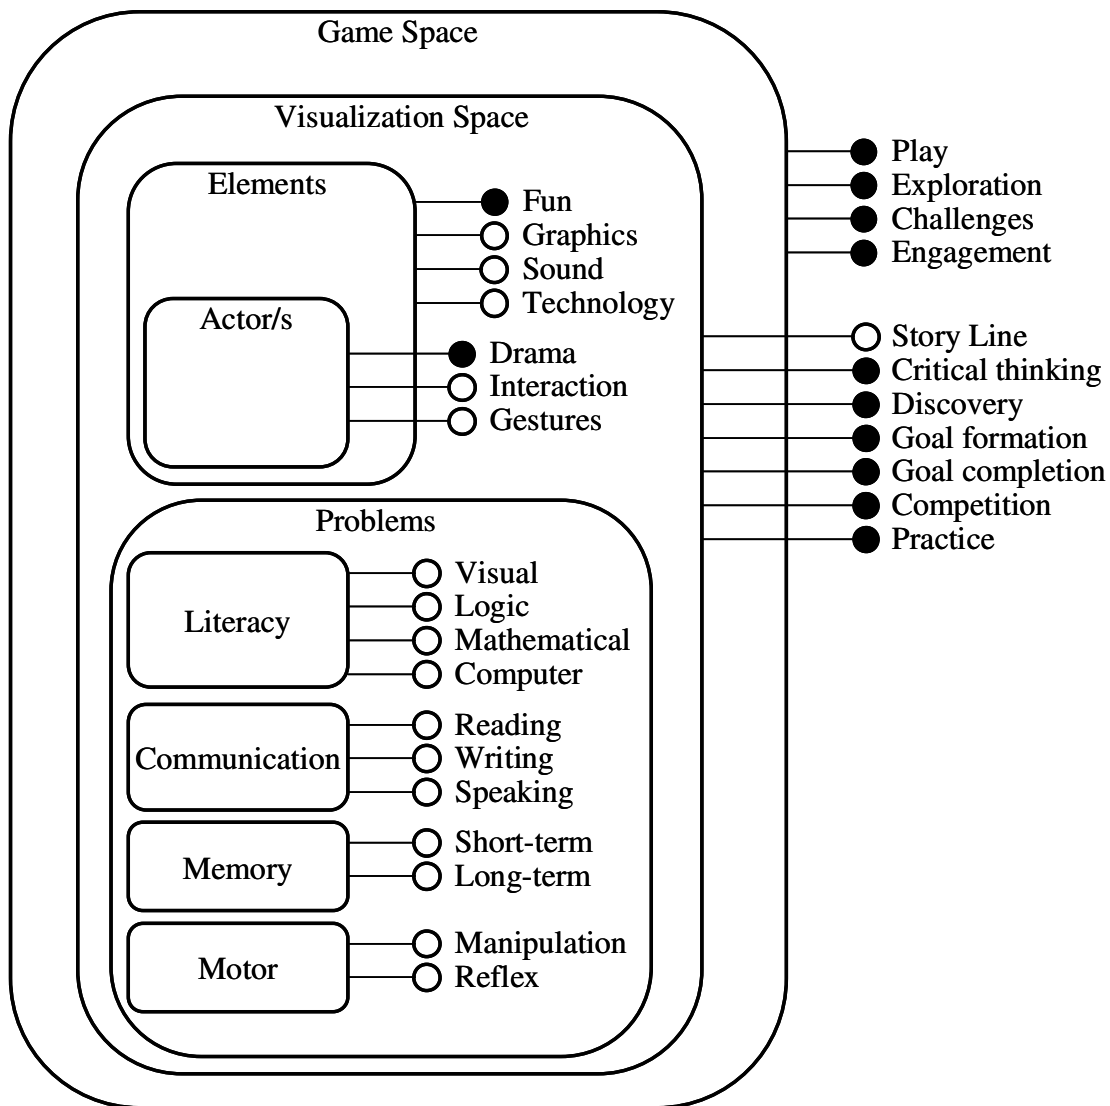 Game Space
Visualization Space
Elements
Fun
Graphics
Sound
Technology
Actor/s
Drama
Interaction
Gestures
Problems
Literacy
Visual
Logic
Mathematical
Computer
Communication
Reading
Writing
Speaking
Memory
Short-term
Long-term
Motor
Manipulation
Reflex
Play
Exploration
Challenges
Engagement
Story Line
Critical thinking
Discovery
Goal formation
Goal completion
Competition
Practice